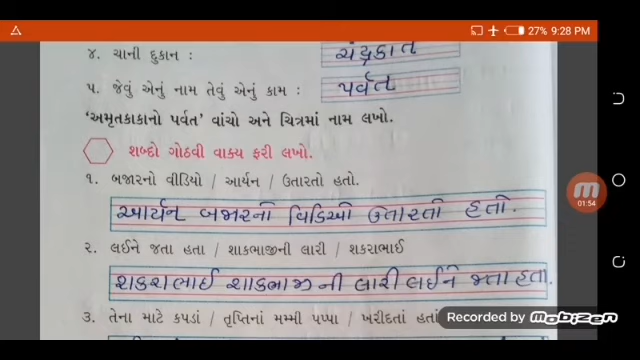 27% 9:28 PM
૪. ચાની દુકાન : ચંદ્રકાત
૫. જેવું એનું નામ તેવું એનું કામ : પર્વત
‘અમૃતકાકાનો પર્વત’ વાંચો અને ચિત્રમાં નામ લખો.
શબ્દો ગોઠવી વાક્ય ફરી લખો.
૧. બજારનો વીડિયો / આર્યન / ઉતારતો હતો.
આર્યન બજારનો વિડિઓ ઉતારતો હતો.
01:54
૨. લઈને જતા હતા / શાકભાજીની લારી / શકરાભાઈ
શકરાભાઈ શાકભાજી ની લારી લઈને જાતા હતા.
૩. તેના માટે કપડાં / તૃપ્તિનાં મમ્મી પપ્પા / ખરીદતાં હતાં
Recorded by Mobizen